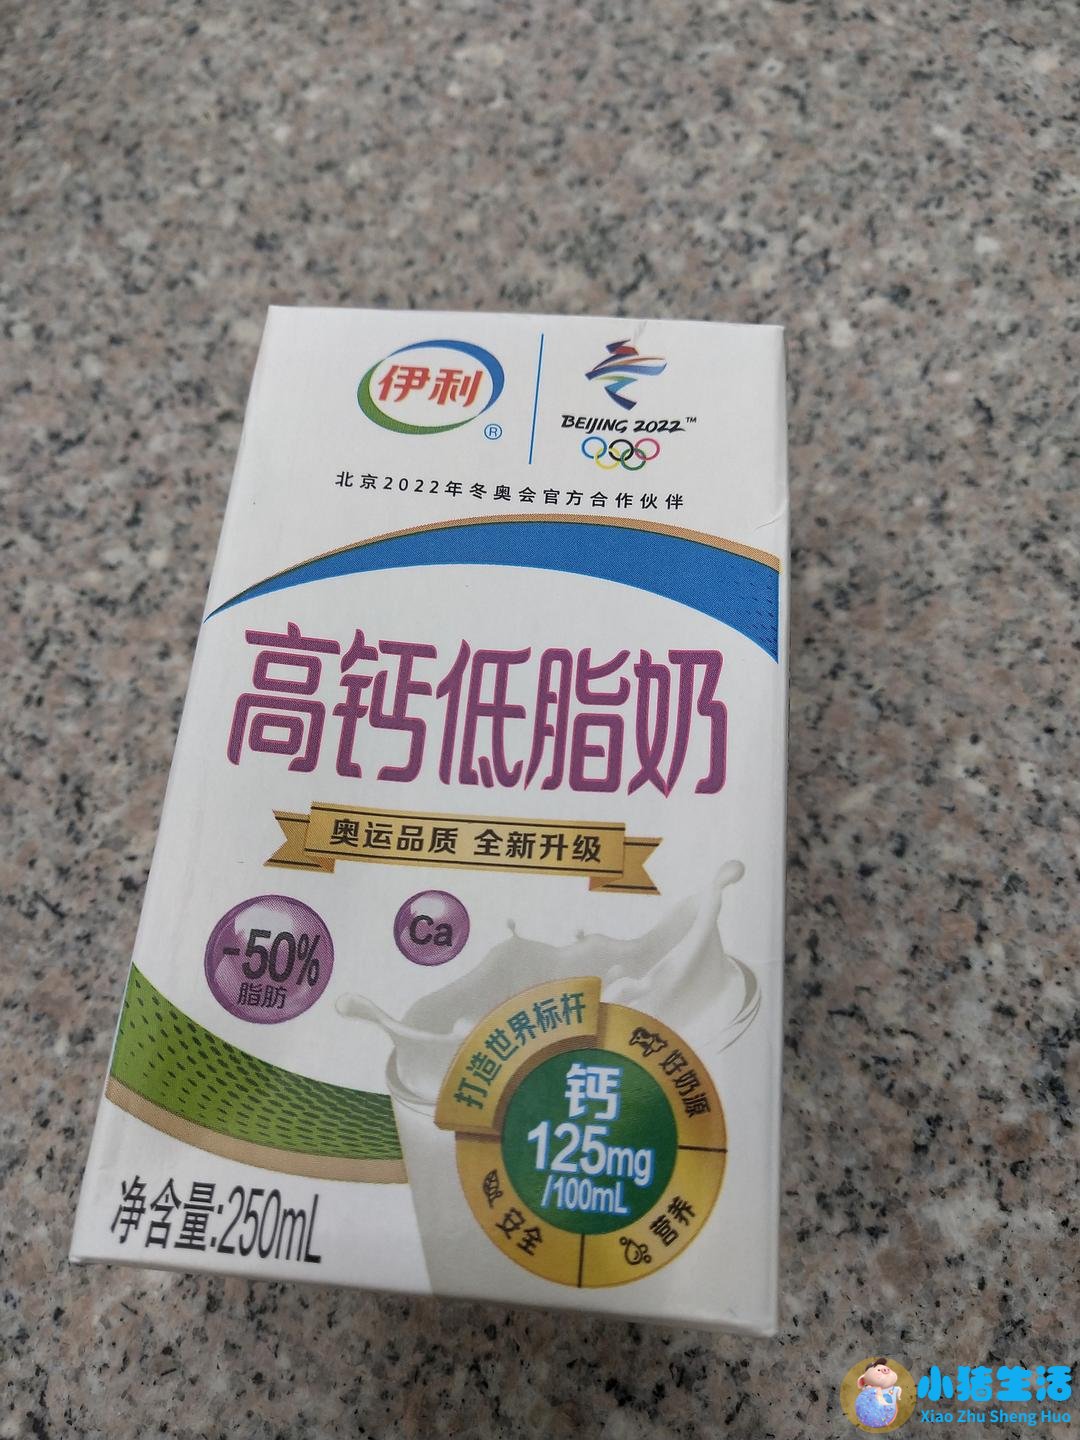 伊利
®
BEIJING 2022™
北京2022年冬奥会官方合作伙伴
高钙低脂奶
奥运品质 全新升级
-50%
脂肪
Ca
打造世界标杆
好奶源
钙
125mg
/100mL
安全
营养
净含量:250mL
小猪生活
Xiao Zhu Sheng Huo